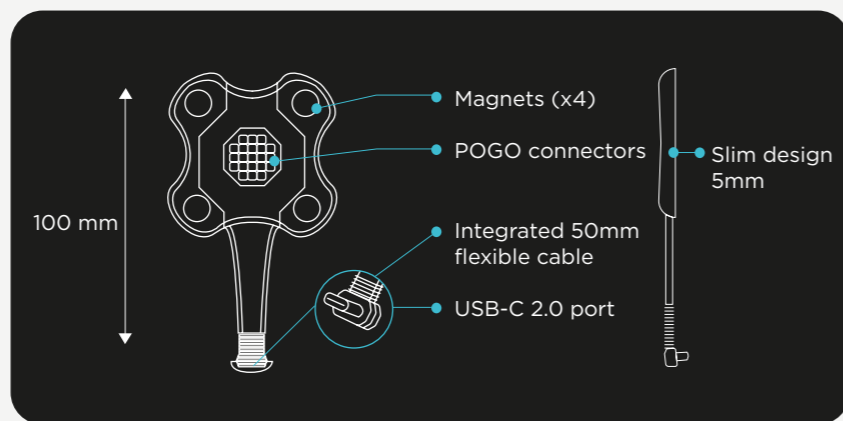 Magnets (x4)
POGO connectors
Slim design
5mm
100 mm
Integrated 50mm
flexible cable
USB-C 2.0 port